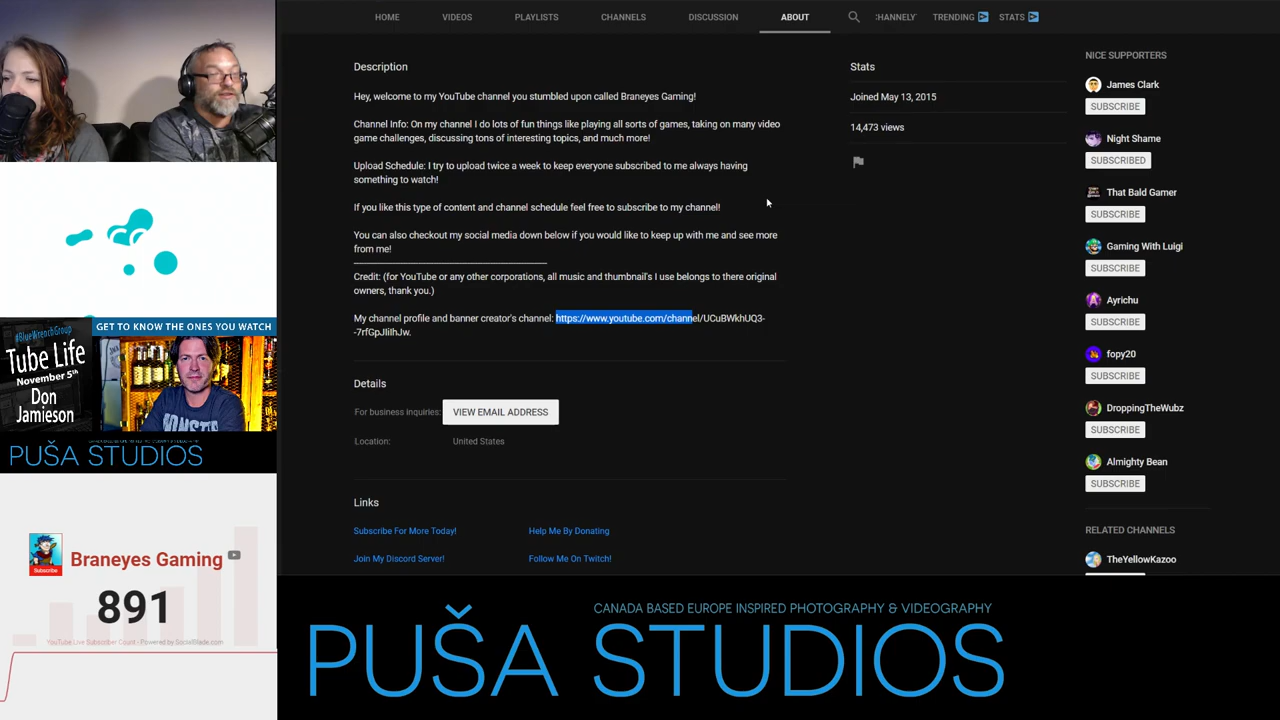 HOME VIDEOS PLAYLISTS CHANNELS DISCUSSION ABOUT CHANNELY TRENDING STATS
Description
Hey, welcome to my YouTube channel you stumbled upon called Braneyes Gaming!
Channel Info: On my channel I do lots of fun things like playing all sorts of games, taking on many video
game challenges, discussing tons of interesting topics, and much more!
Upload Schedule: I try to upload twice a week to keep everyone subscribed to me always having
something to watch!
If you like this type of content and channel schedule feel free to subscribe to my channel!
You can also checkout my social media down below if you would like to keep up with me and see more
from me!
Credit: (for YouTube or any other corporations, all music and thumbnail's I use belongs to there original
owners, thank you.)
My channel profile and banner creator's channel: https://www.youtube.com/channel/UCuBWkhUQ3-
-7rfGpJlilhJw.
Details
For business inquiries: VIEW EMAIL ADDRESS
Location: United States
Links
Subscribe For More Today! Help Me By Donating
Join My Discord Server! Follow Me On Twitch!
Stats
Joined May 13, 2015
14,473 views
NICE SUPPORTERS
James Clark
SUBSCRIBE
Night Shame
SUBSCRIBED
That Bald Gamer
SUBSCRIBE
Gaming With Luigi
SUBSCRIBE
Ayrichu
SUBSCRIBE
fopy20
SUBSCRIBE
DroppingTheWubz
SUBSCRIBE
Almighty Bean
SUBSCRIBE
RELATED CHANNELS
TheYellowKazoo
#BlueWrenchGroup
Tube Life
November 5th
Don
Jamieson
GET TO KNOW THE ONES YOU WATCH
MONSTER
PUŠA STUDIOS
Braneyes Gaming
Subscribe
891
YouTube Live Subscriber Count - Powered by SocialBlade.com
CANADA BASED EUROPE INSPIRED PHOTOGRAPHY & VIDEOGRAPHY
PUŠA STUDIOS